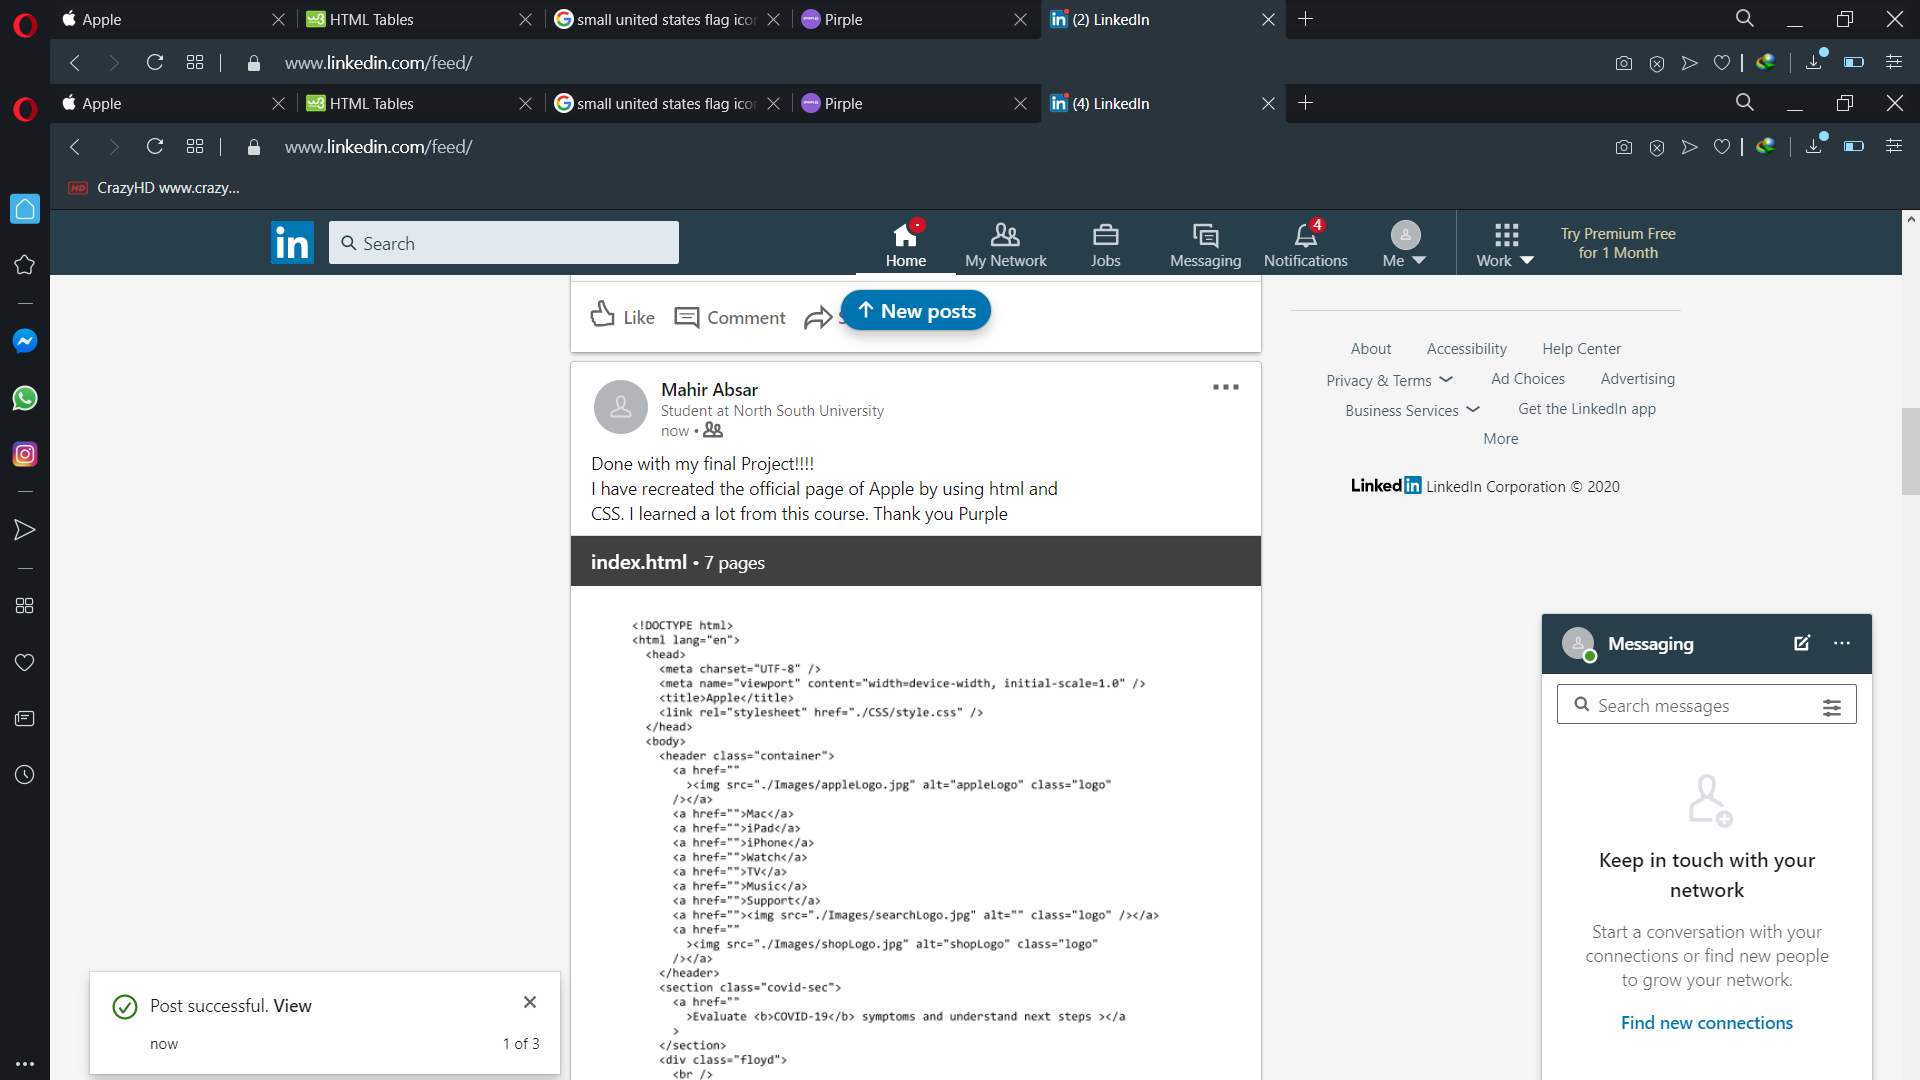 Apple
HTML Tables
small united states flag icon
Pirple
(2) LinkedIn
www.linkedin.com/feed/
Apple
HTML Tables
small united states flag icon
Pirple
(4) LinkedIn
www.linkedin.com/feed/
HD CrazyHD www.crazy...
in
Search
Home
My Network
Jobs
Messaging
4
Notifications
Me
Work
Try Premium Free
for 1 Month
Like
Comment
↑ New posts
About
Accessibility
Help Center
Privacy & Terms
Ad Choices
Advertising
Business Services
Get the LinkedIn app
More
LinkedIn LinkedIn Corporation © 2020
Mahir Absar
Student at North South University
now •
Done with my final Project!!!!
I have recreated the official page of Apple by using html and
CSS. I learned a lot from this course. Thank you Purple
index.html • 7 pages
<!DOCTYPE html>
<html lang="en">
<head>
<meta charset="UTF-8" />
<meta name="viewport" content="width=device-width, initial-scale=1.0" />
<title>Apple</title>
<link rel="stylesheet" href="./CSS/style.css" />
</head>
<body>
<header class="container">
<a href=""
><img src="./Images/appleLogo.jpg" alt="appleLogo" class="logo"
/></a>
<a href="">Mac</a>
<a href="">iPad</a>
<a href="">iPhone</a>
<a href="">Watch</a>
<a href="">TV</a>
<a href="">Music</a>
<a href="">Support</a>
<a href=""><img src="./Images/searchLogo.jpg" alt="" class="logo" /></a>
<a href=""
><img src="./Images/shopLogo.jpg" alt="shopLogo" class="logo"
/></a>
</header>
<section class="covid-sec">
<a href=""
>Evaluate <b>COVID-19</b> symptoms and understand next steps ></a
>
</section>
<div class="floyd">
<br />
Messaging
Search messages
Keep in touch with your
network
Start a conversation with your
connections or find new people
to grow your network.
Find new connections
Post successful. View
now
1 of 3